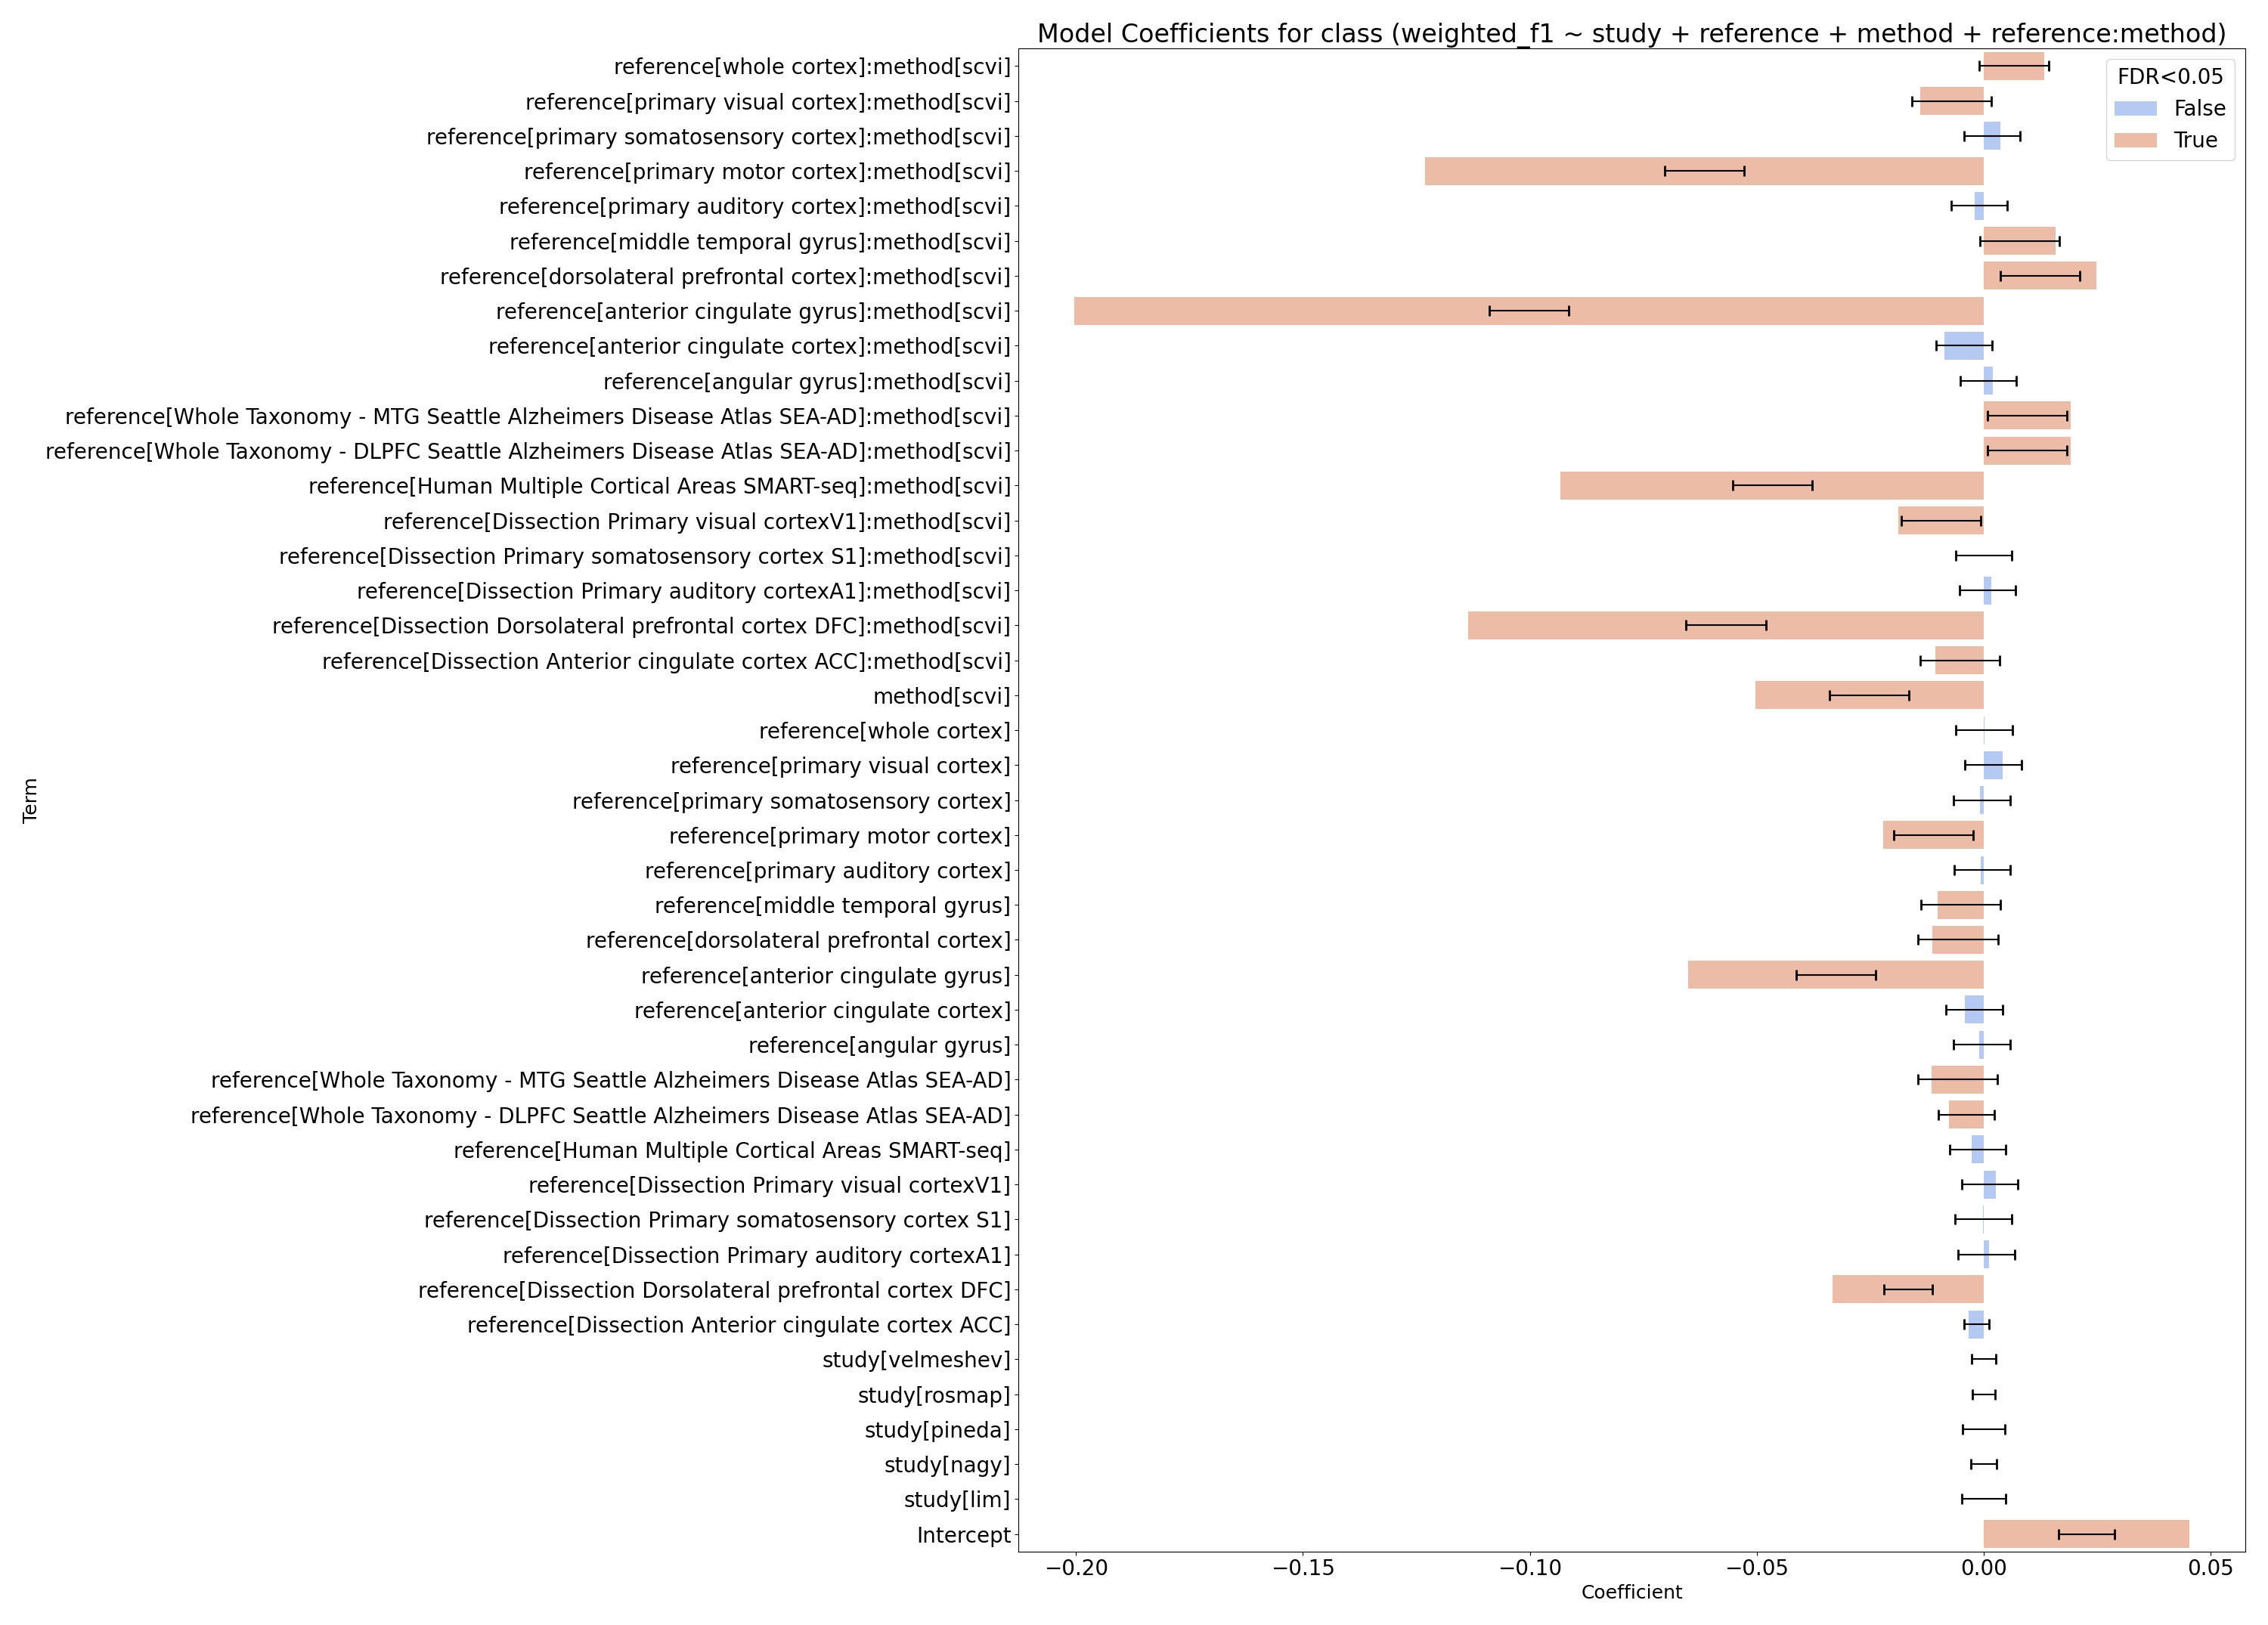 Model Coefficients for class (weighted_f1 ~ study + reference + method + reference:method)
reference[whole cortex]:method[scvi]
reference[primary visual cortex]:method[scvi]
reference[primary somatosensory cortex]:method[scvi]
reference[primary motor cortex]:method[scvi]
reference[primary auditory cortex]:method[scvi]
reference[middle temporal gyrus]:method[scvi]
reference[dorsolateral prefrontal cortex]:method[scvi]
reference[anterior cingulate gyrus]:method[scvi]
reference[anterior cingulate cortex]:method[scvi]
reference[angular gyrus]:method[scvi]
reference[Whole Taxonomy - MTG Seattle Alzheimers Disease Atlas SEA-AD]:method[scvi]
reference[Whole Taxonomy - DLPFC Seattle Alzheimers Disease Atlas SEA-AD]:method[scvi]
reference[Human Multiple Cortical Areas SMART-seq]:method[scvi]
reference[Dissection Primary visual cortexV1]:method[scvi]
reference[Dissection Primary somatosensory cortex S1]:method[scvi]
reference[Dissection Primary auditory cortexA1]:method[scvi]
reference[Dissection Dorsolateral prefrontal cortex DFC]:method[scvi]
reference[Dissection Anterior cingulate cortex ACC]:method[scvi]
method[scvi]
reference[whole cortex]
reference[primary visual cortex]
reference[primary somatosensory cortex]
reference[primary motor cortex]
reference[primary auditory cortex]
reference[middle temporal gyrus]
reference[dorsolateral prefrontal cortex]
reference[anterior cingulate gyrus]
reference[anterior cingulate cortex]
reference[angular gyrus]
reference[Whole Taxonomy - MTG Seattle Alzheimers Disease Atlas SEA-AD]
reference[Whole Taxonomy - DLPFC Seattle Alzheimers Disease Atlas SEA-AD]
reference[Human Multiple Cortical Areas SMART-seq]
reference[Dissection Primary visual cortexV1]
reference[Dissection Primary somatosensory cortex S1]
reference[Dissection Primary auditory cortexA1]
reference[Dissection Dorsolateral prefrontal cortex DFC]
reference[Dissection Anterior cingulate cortex ACC]
study[velmeshev]
study[rosmap]
study[pineda]
study[nagy]
study[lim]
Intercept
Term
FDR<0.05
False
True
−0.20 −0.15 −0.10 −0.05 0.00 0.05
Coefficient